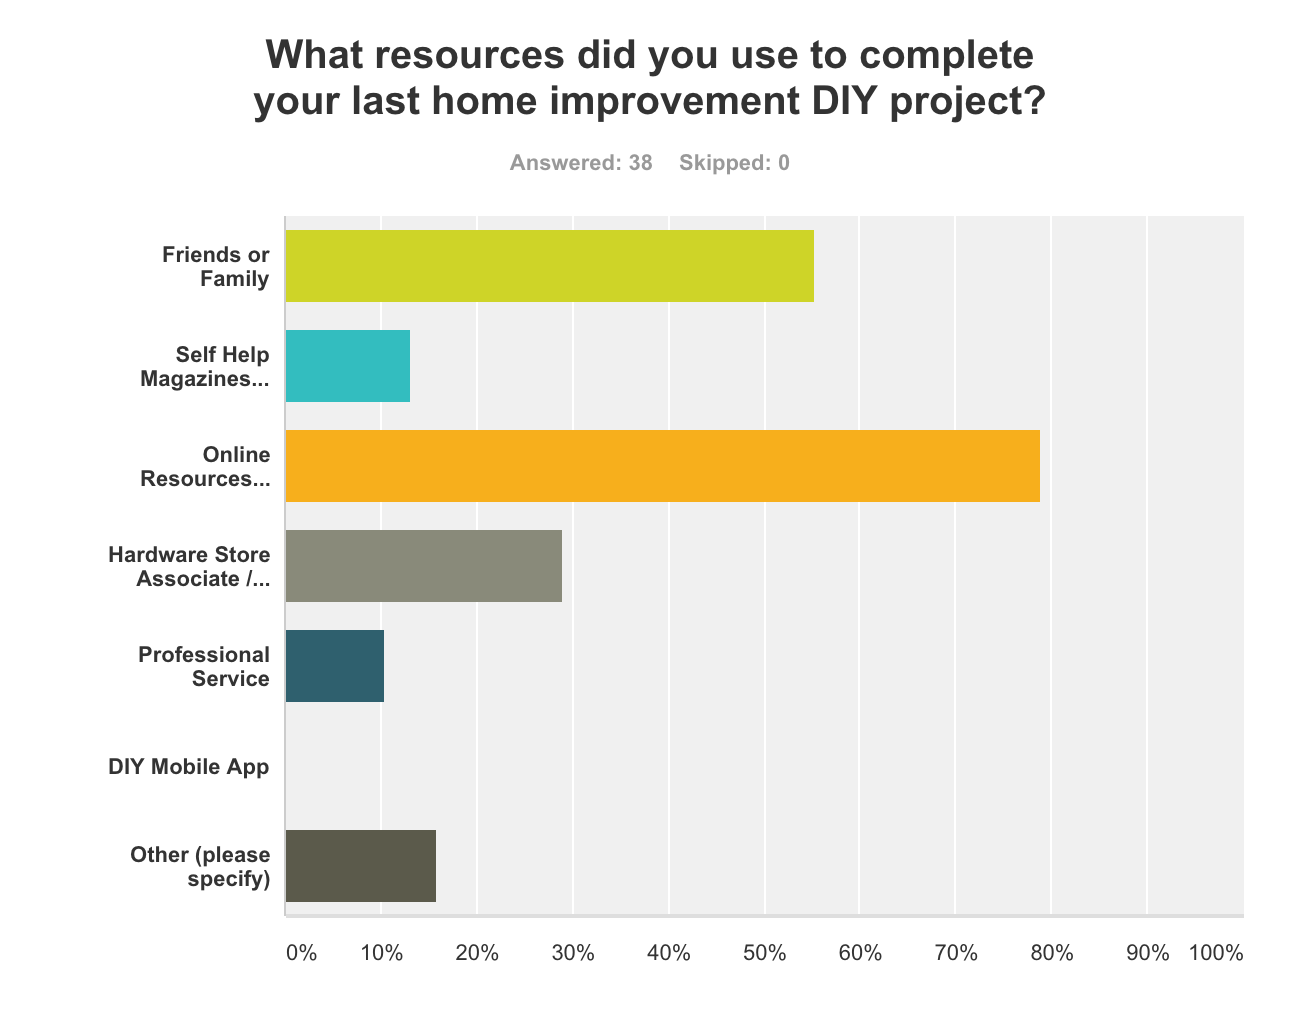 What resources did you use to complete
your last home improvement DIY project?
Answered: 38 Skipped: 0
Friends or
Family
Self Help
Magazines...
Online
Resources...
Hardware Store
Associate /...
Professional
Service
DIY Mobile App
Other (please
specify)
0% 10% 20% 30% 40% 50% 60% 70% 80% 90% 100%